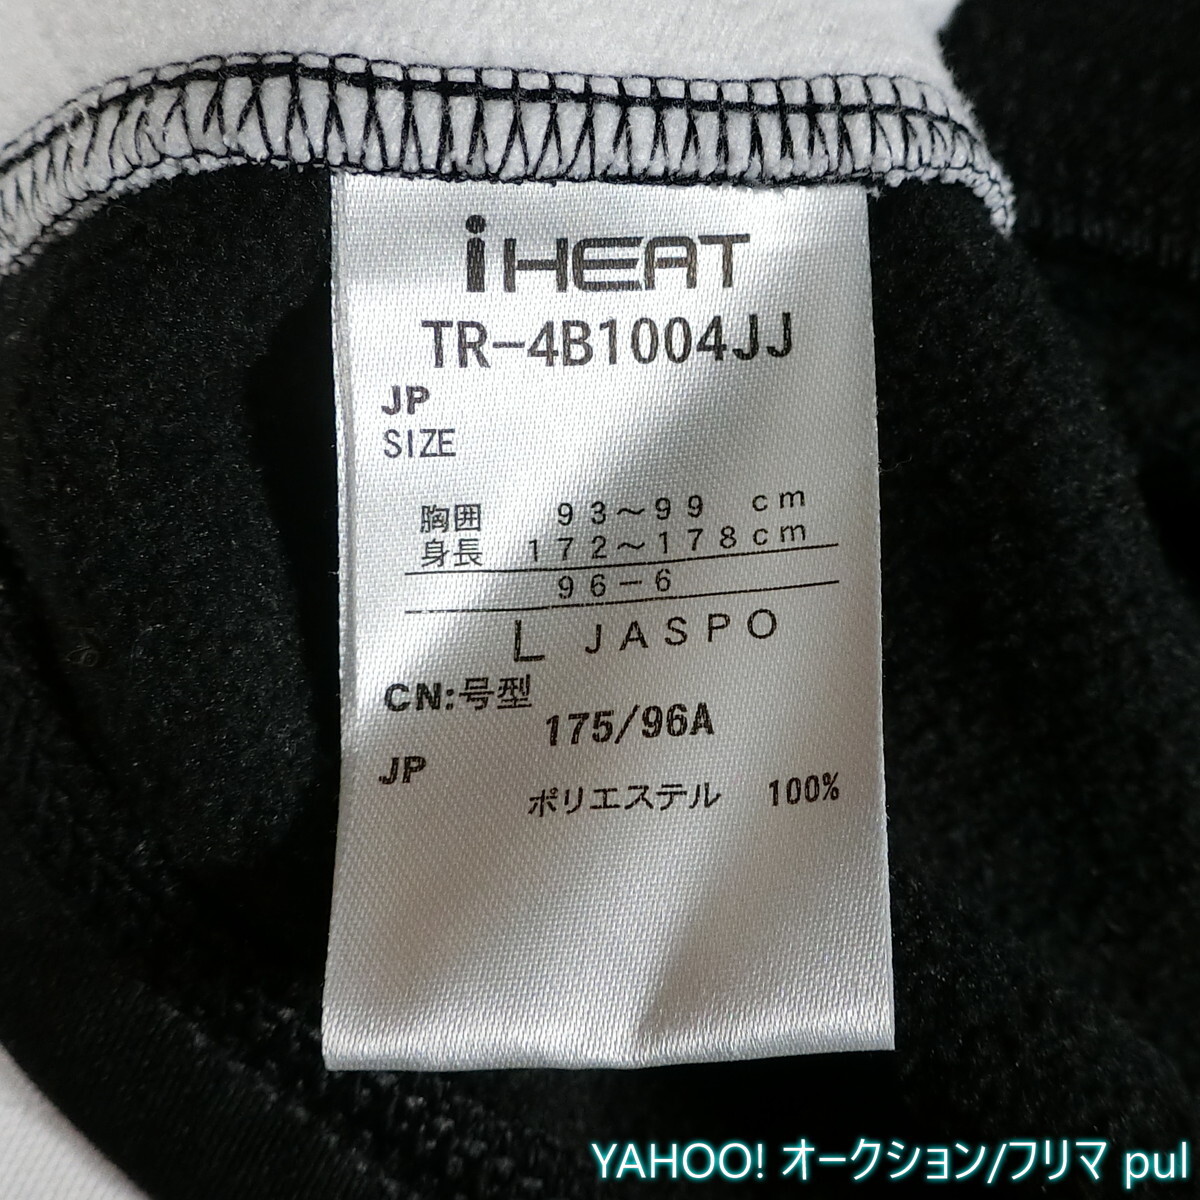 iHEAT
TR-4B1004JJ
JP
SIZE
胸囲 93～99 cm
身長 172～178cm
96-6
L JASPO
CN:号型
175/96A
JP
ポリエステル 100%
YAHOO! オークション/フリマ pul